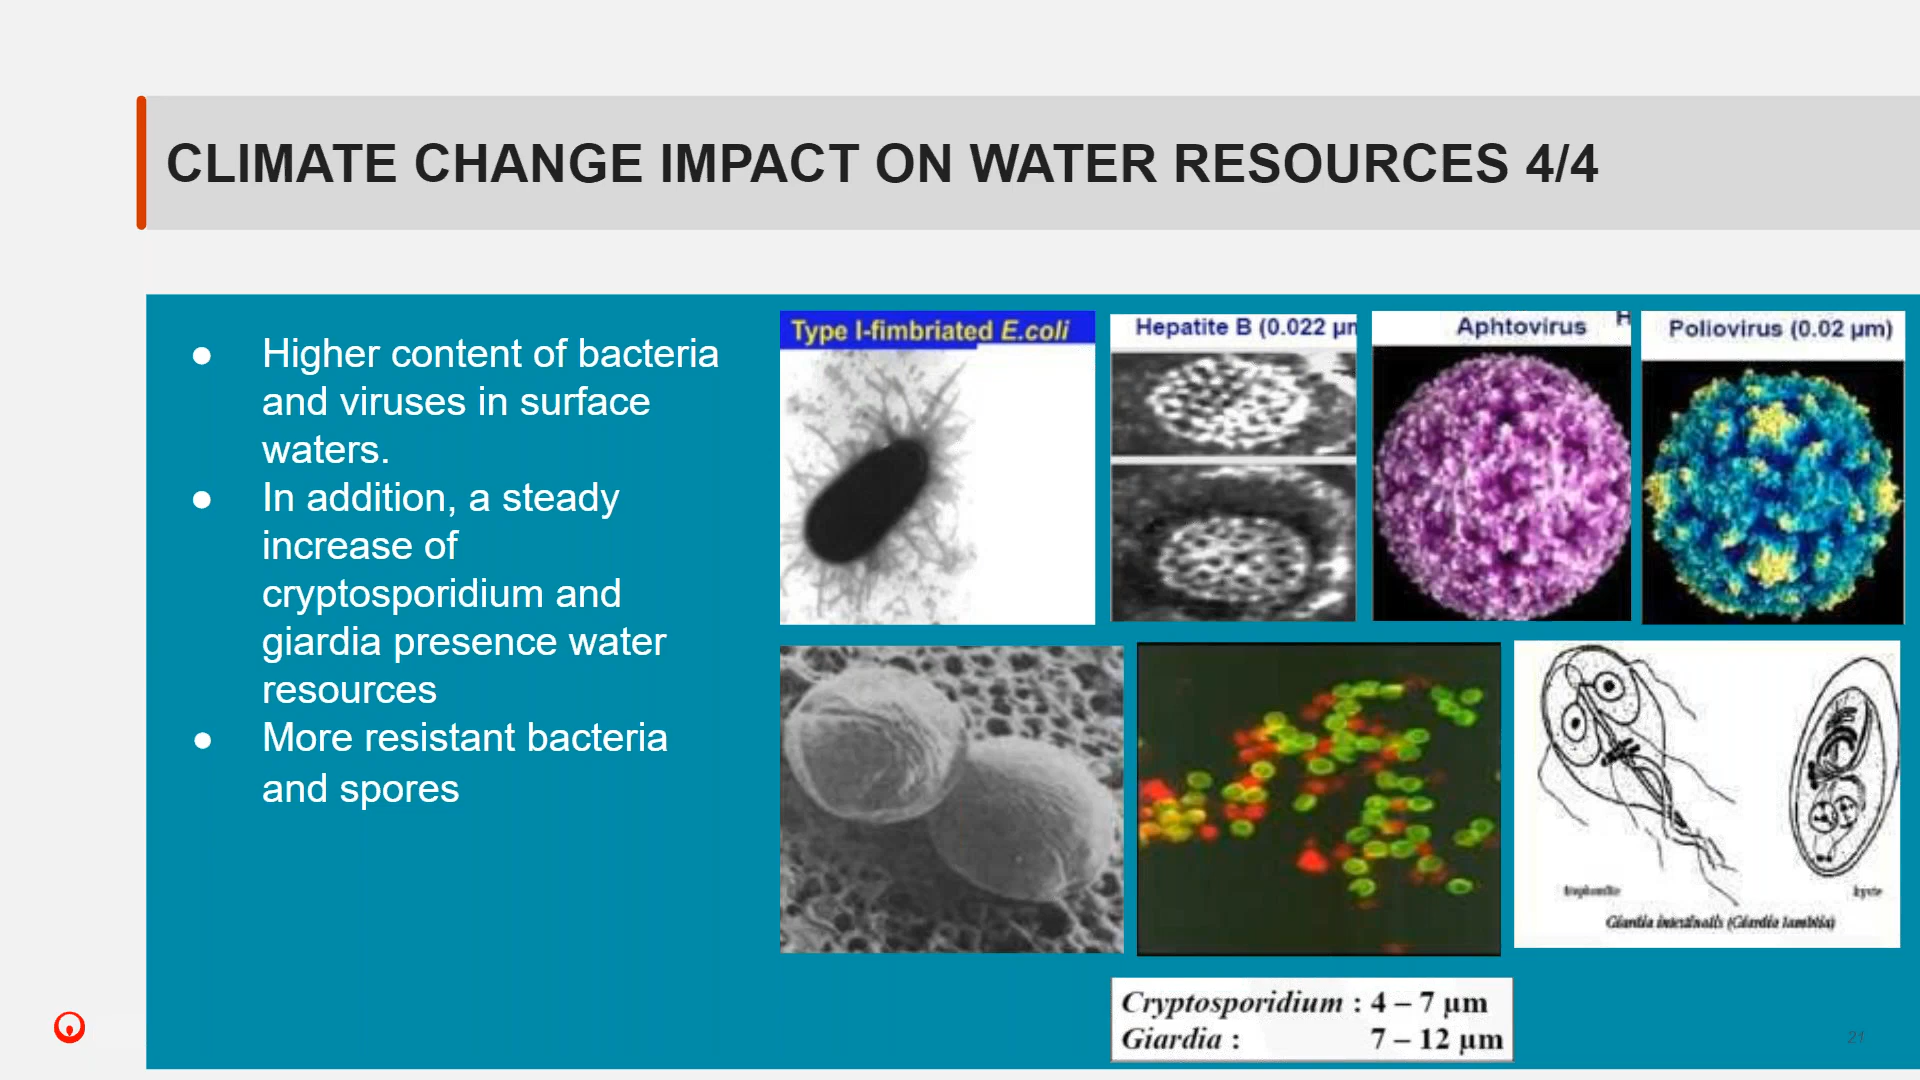 CLIMATE CHANGE IMPACT ON WATER RESOURCES 4/4
● Higher content of bacteria
and viruses in surface
waters.
● In addition, a steady
increase of
cryptosporidium and
giardia presence water
resources
● More resistant bacteria
and spores
Type I-fimbriated E.coli
Hepatite B (0.022 µm
Aphtovirus H
Poliovirus (0.02 µm)
kyste
Giardia intestinalis (Giardia lamblia)
Cryptosporidium : 4 – 7 µm
Giardia : 7 – 12 µm
21